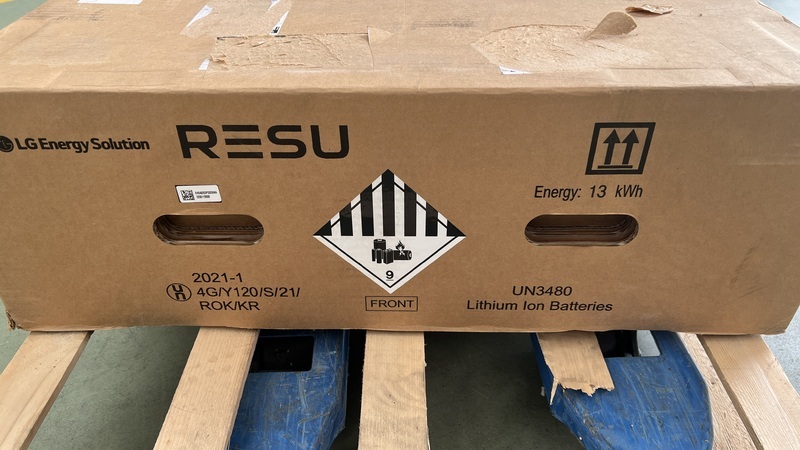 LG Energy Solution
RESU
Energy: 13 kWh
9
2021-1
4G/Y120/S/21/
ROK/KR
un
FRONT
UN3480
Lithium Ion Batteries